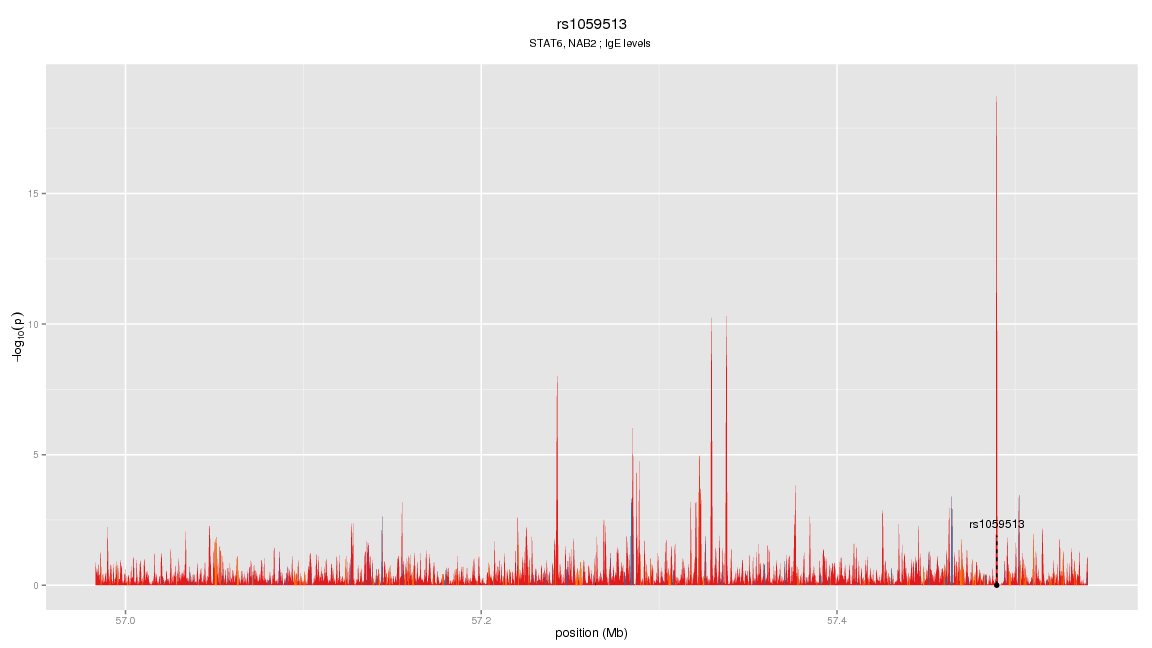 rs1059513
STAT6, NAB2 ; IgE levels
−log10(p)
15
10
5
0
rs1059513
57.0
57.2
57.4
position (Mb)